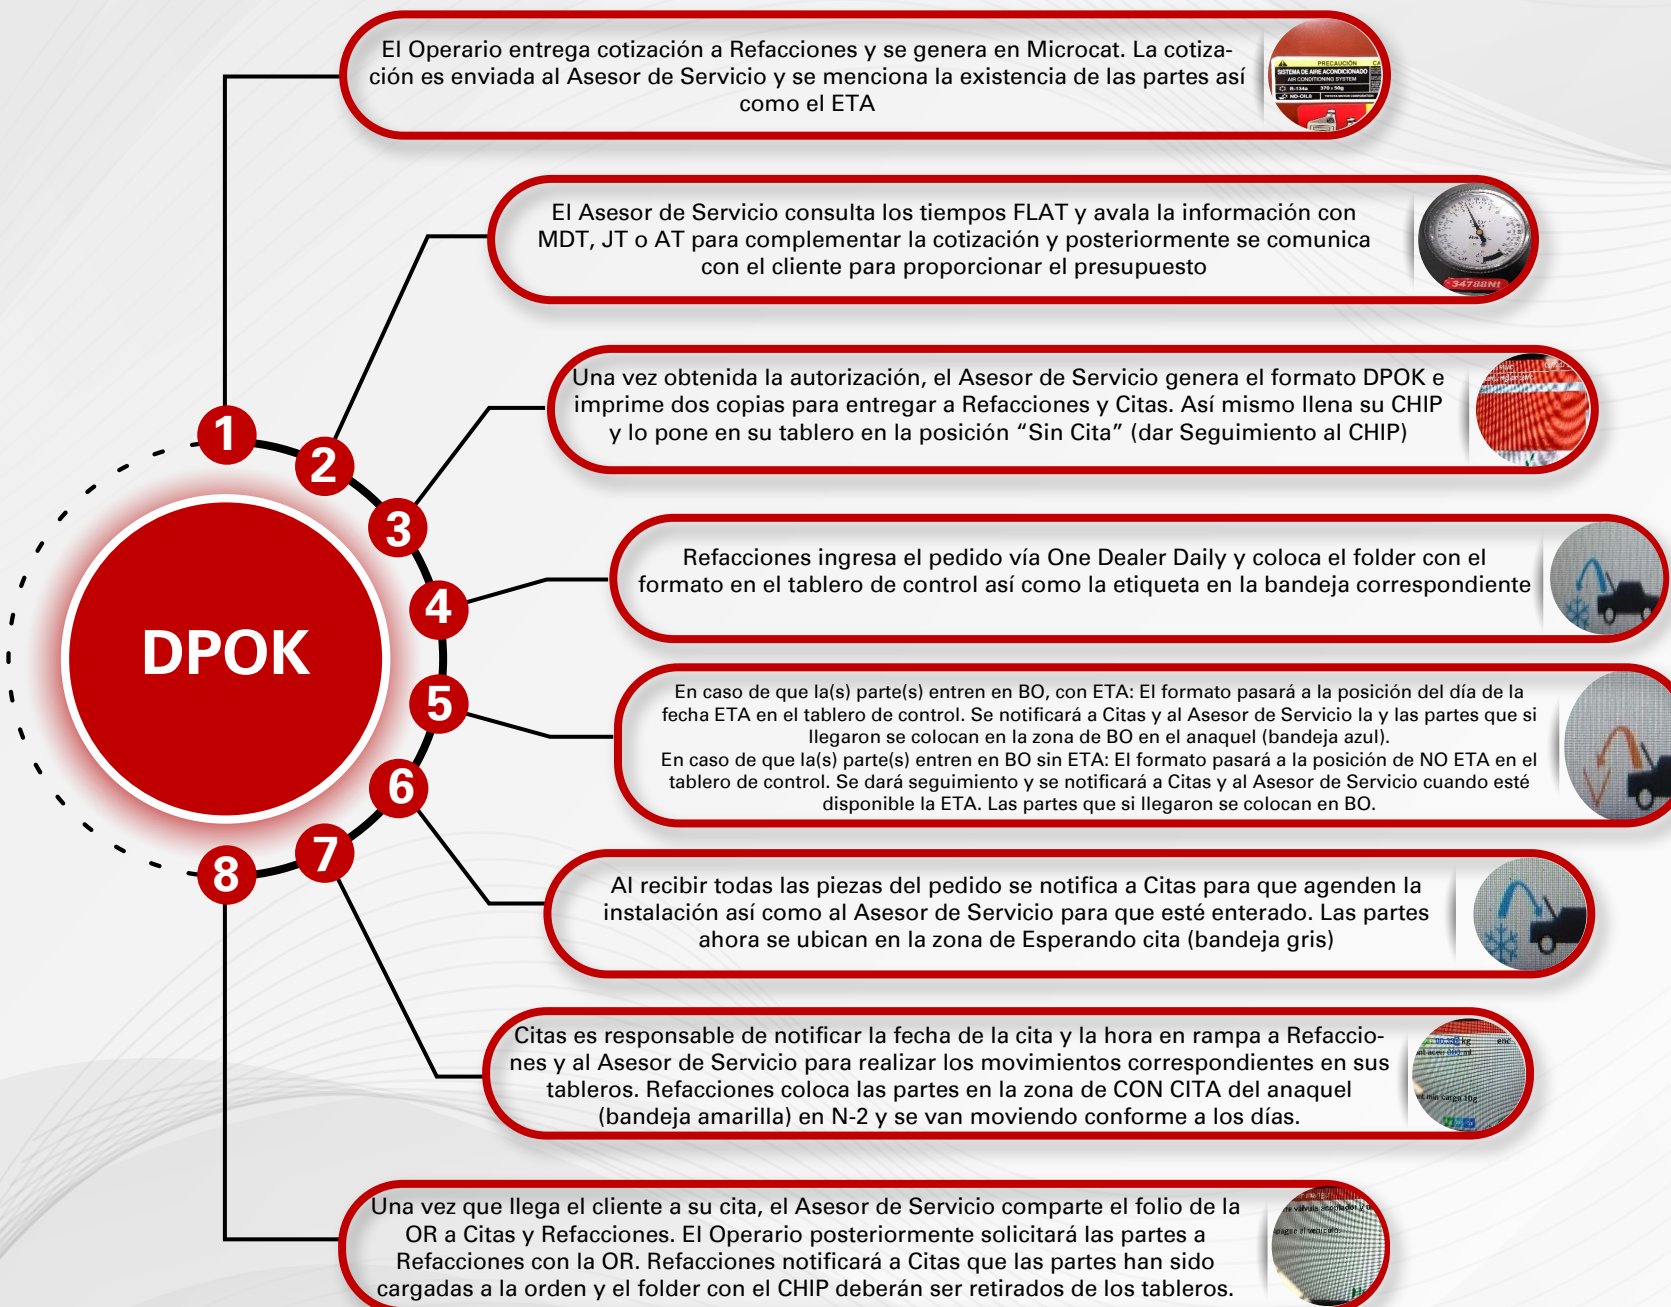 El Operario entrega cotización a Refacciones y se genera en Microcat. La cotiza-
ción es enviada al Asesor de Servicio y se menciona la existencia de las partes así
como el ETA
PRECAUCIÓN
SISTEMA DE AIRE ACONDICIONADO
AIR CONDITIONING SYSTEM
R-134a 370 ± 50g
ND-OIL8
El Asesor de Servicio consulta los tiempos FLAT y avala la información con
MDT, JT o AT para complementar la cotización y posteriormente se comunica
con el cliente para proporcionar el presupuesto
34788N1
Una vez obtenida la autorización, el Asesor de Servicio genera el formato DPOK e
imprime dos copias para entregar a Refacciones y Citas. Así mismo llena su CHIP
y lo pone en su tablero en la posición “Sin Cita” (dar Seguimiento al CHIP)
1
2
3
Refacciones ingresa el pedido vía One Dealer Daily y coloca el folder con el
formato en el tablero de control así como la etiqueta en la bandeja correspondiente
4
DPOK
5
En caso de que la(s) parte(s) entren en BO, con ETA: El formato pasará a la posición del día de la
fecha ETA en el tablero de control. Se notificará a Citas y al Asesor de Servicio la y las partes que si
llegaron se colocan en la zona de BO en el anaquel (bandeja azul).
En caso de que la(s) parte(s) entren en BO sin ETA: El formato pasará a la posición de NO ETA en el
tablero de control. Se dará seguimiento y se notificará a Citas y al Asesor de Servicio cuando esté
disponible la ETA. Las partes que si llegaron se colocan en BO.
6
7
8
Al recibir todas las piezas del pedido se notifica a Citas para que agenden la
instalación así como al Asesor de Servicio para que esté enterado. Las partes
ahora se ubican en la zona de Esperando cita (bandeja gris)
Citas es responsable de notificar la fecha de la cita y la hora en rampa a Refaccio-
nes y al Asesor de Servicio para realizar los movimientos correspondientes en sus
tableros. Refacciones coloca las partes en la zona de CON CITA del anaquel
(bandeja amarilla) en N-2 y se van moviendo conforme a los días.
kg
min carga 10g
Una vez que llega el cliente a su cita, el Asesor de Servicio comparte el folio de la
OR a Citas y Refacciones. El Operario posteriormente solicitará las partes a
Refacciones con la OR. Refacciones notificará a Citas que las partes han sido
cargadas a la orden y el folder con el CHIP deberán ser retirados de los tableros.
valvula
el vehiculo